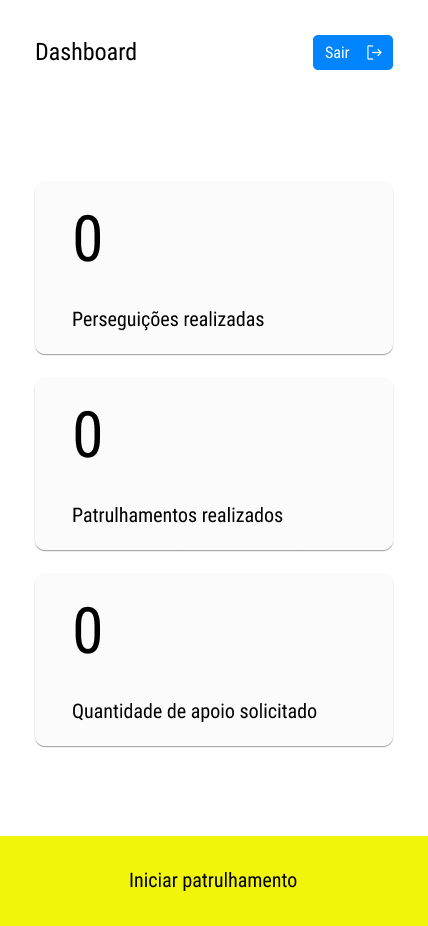 Dashboard
Sair
0
Perseguições realizadas
0
Patrulhamentos realizados
0
Quantidade de apoio solicitado
Iniciar patrulhamento